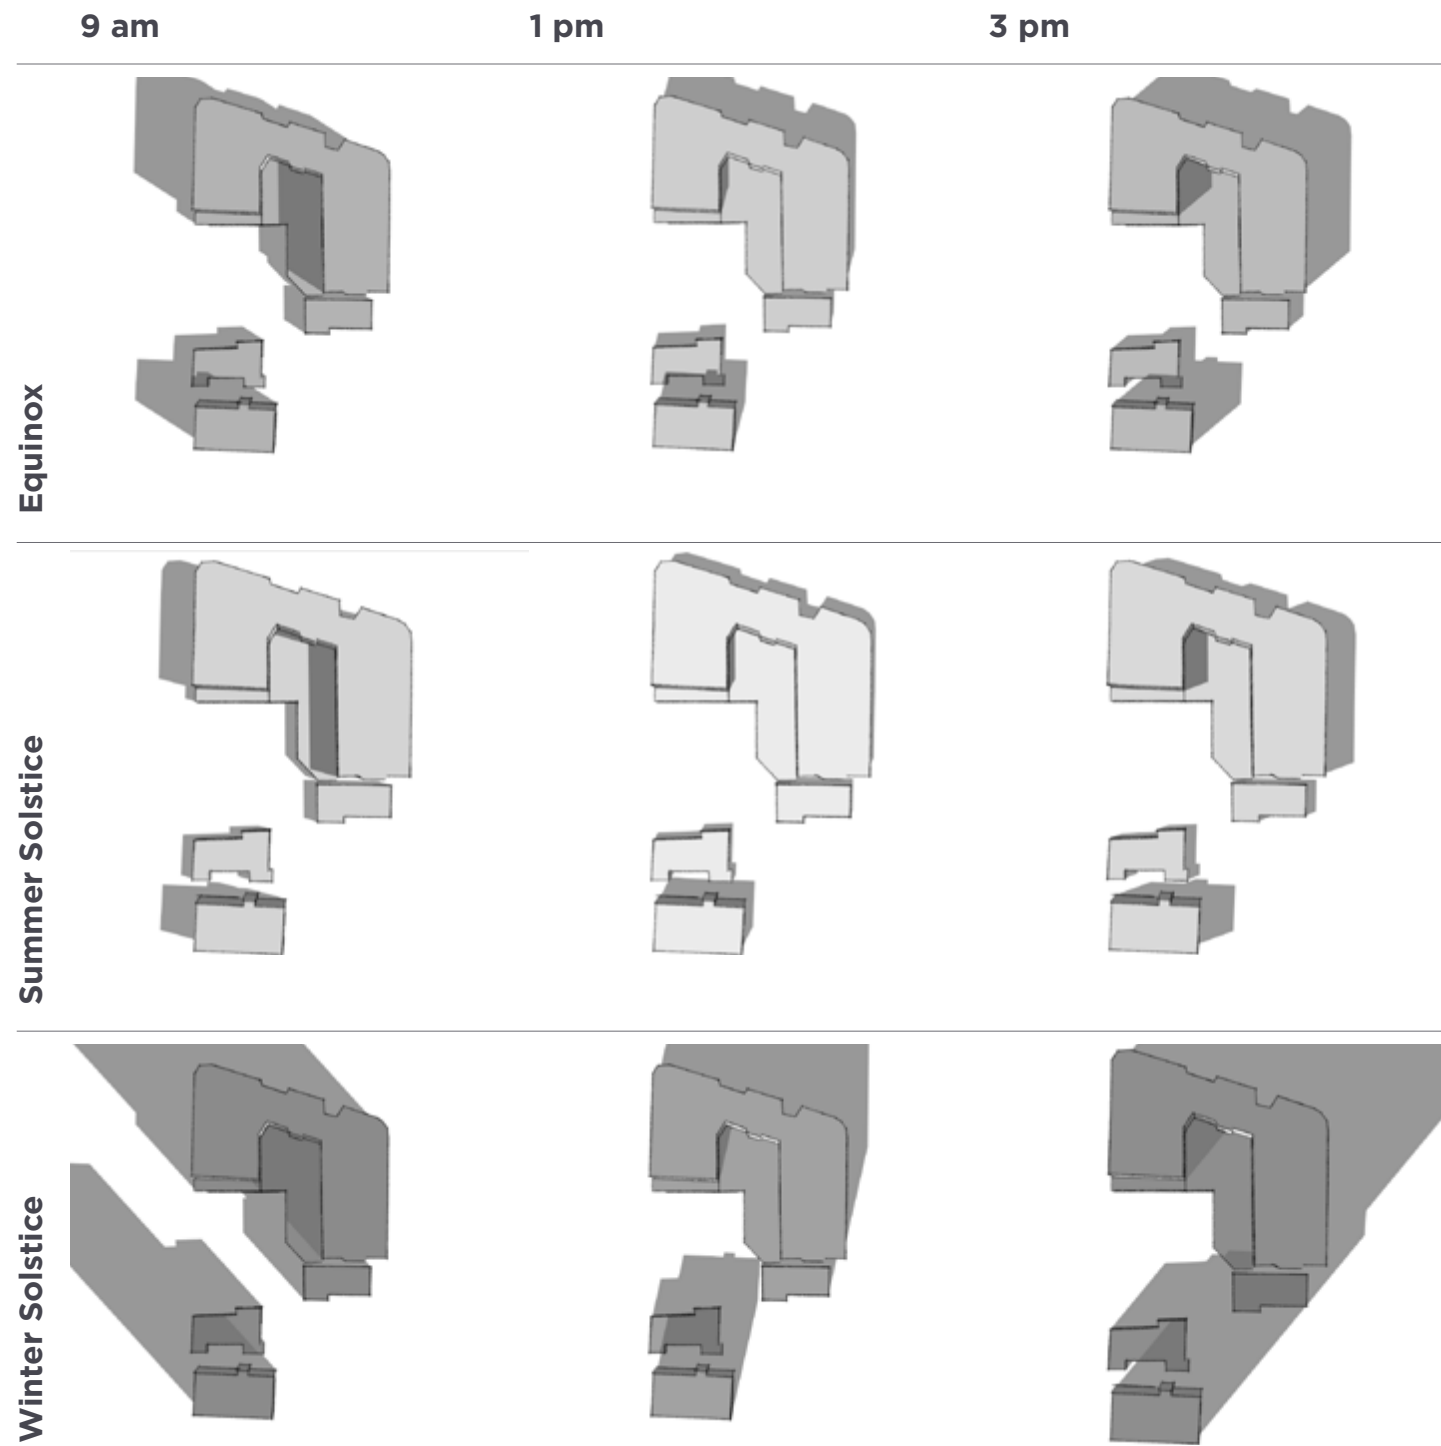 9 am
1 pm
3 pm
Equinox
Summer Solstice
Winter Solstice